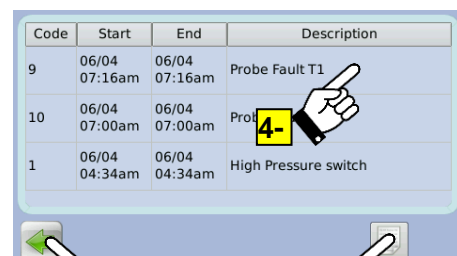 Code Start End Description
9 06/04 07:16am 06/04 07:16am Probe Fault T1
10 06/04 07:00am 06/04 07:00am
4-
1 06/04 04:34am 06/04 04:34am High Pressure switch